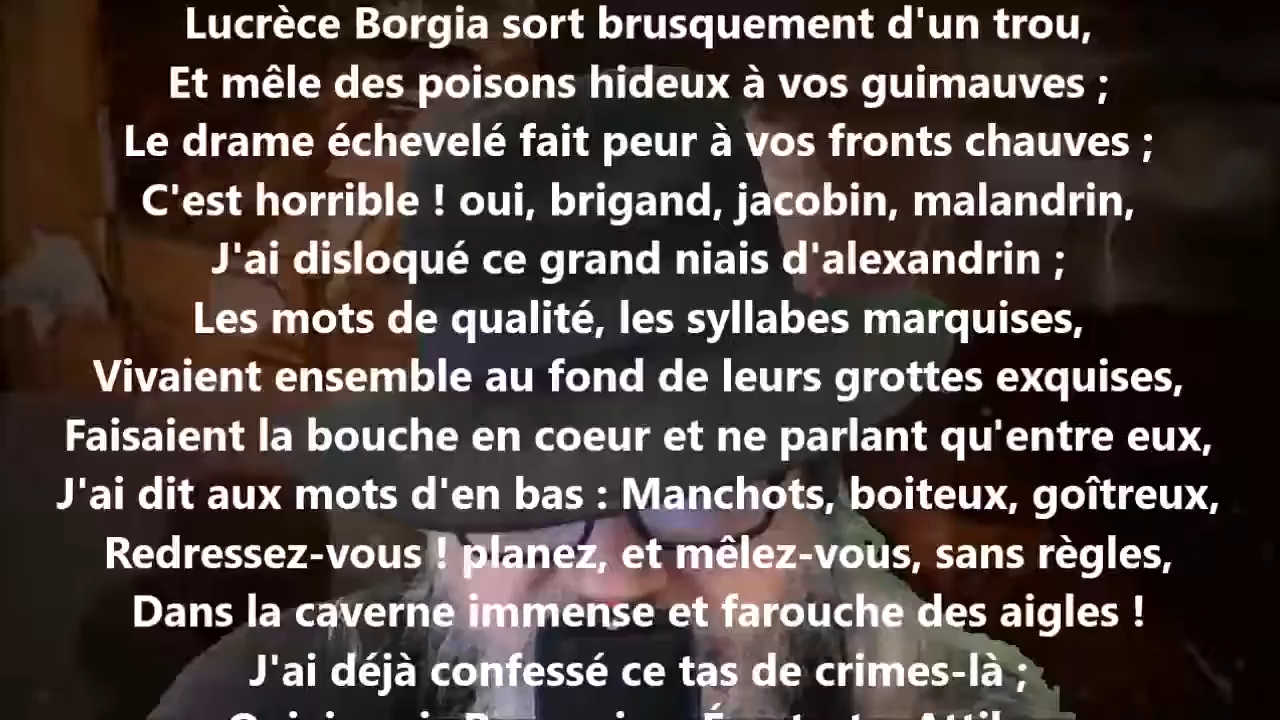 Lucrèce Borgia sort brusquement d'un trou,
Et mêle des poisons hideux à vos guimauves ;
Le drame échevelé fait peur à vos fronts chauves ;
C'est horrible ! oui, brigand, jacobin, malandrin,
J'ai disloqué ce grand niais d'alexandrin ;
Les mots de qualité, les syllabes marquises,
Vivaient ensemble au fond de leurs grottes exquises,
Faisaient la bouche en coeur et ne parlant qu'entre eux,
J'ai dit aux mots d'en bas : Manchots, boiteux, goîtreux,
Redressez-vous ! planez, et mêlez-vous, sans règles,
Dans la caverne immense et farouche des aigles !
J'ai déjà confessé ce tas de crimes-là ;